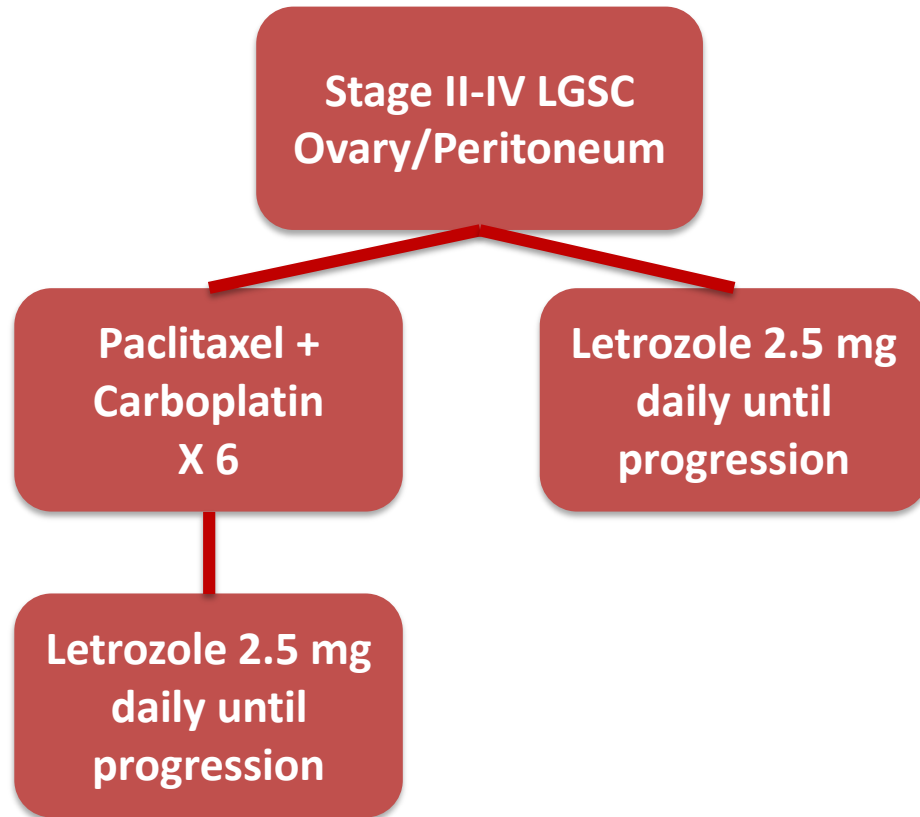 Stage II-IV LGSC
Ovary/Peritoneum
Paclitaxel +
Carboplatin
X 6
Letrozole 2.5 mg
daily until
progression
Letrozole 2.5 mg
daily until
progression